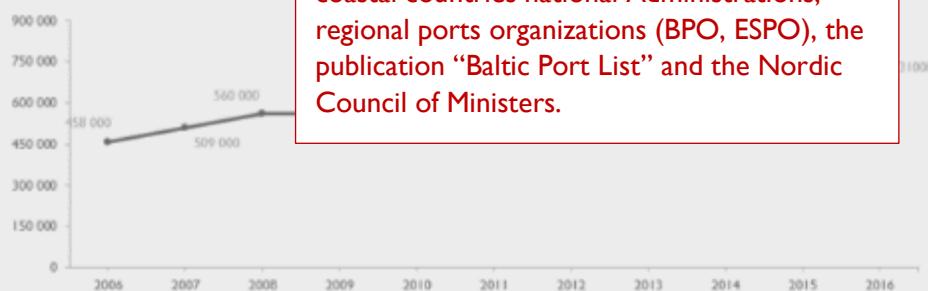 coastal countries national Administrations,
regional ports organizations (BPO, ESPO), the
publication “Baltic Port List” and the Nordic
Council of Ministers.
900 000
750 000
600 000
450 000
300 000
150 000
0
458 000
509 000
560 000
2006 2007 2008 2009 2010 2011 2012 2013 2014 2015 2016